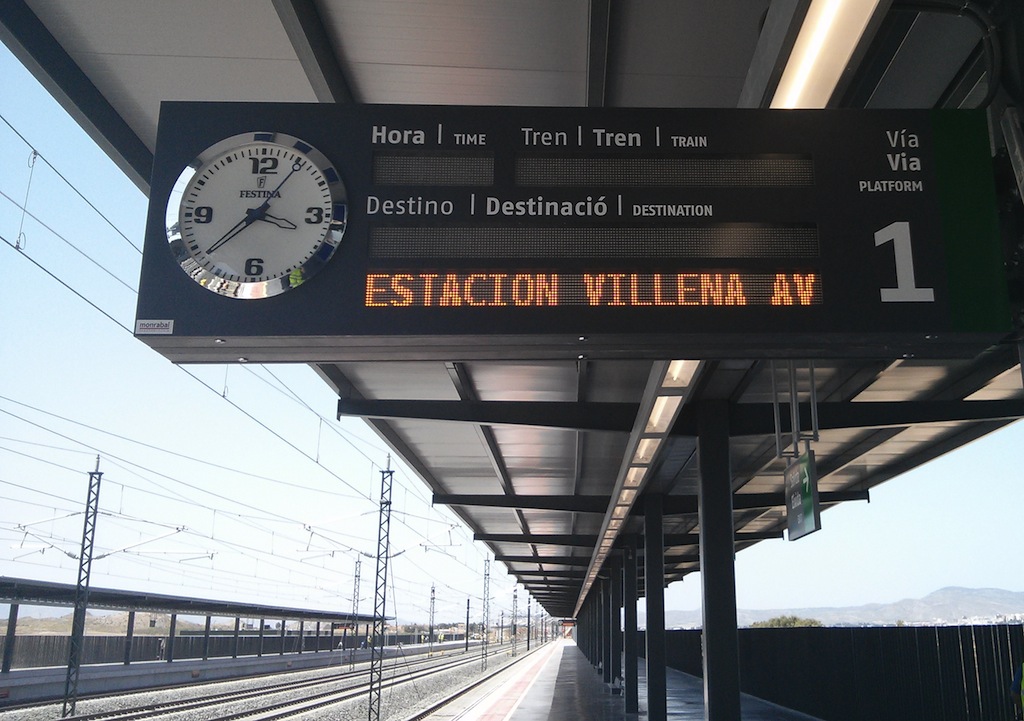 Hora | TIME Tren | Tren | TRAIN Vía
Via
PLATFORM
12
F
FESTINA
9 3
6
Destino | Destinació | DESTINATION
1
ESTACION VILLENA AV
monrabal